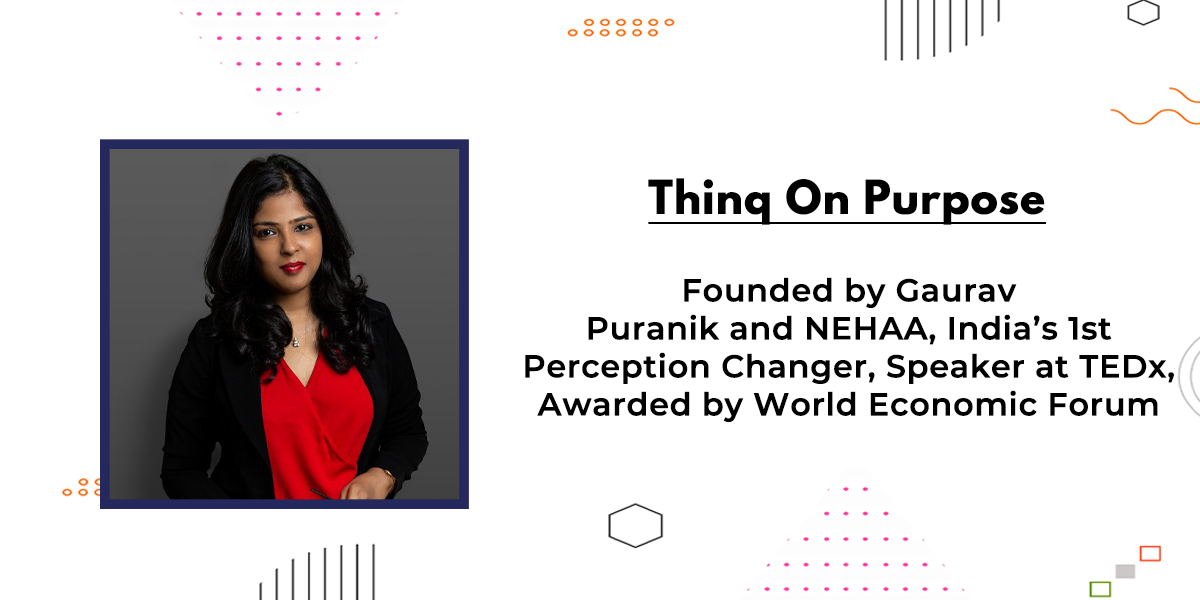 Thinq On Purpose
Founded by Gaurav
Puranik and NEHAA, India’s 1st
Perception Changer, Speaker at TEDx,
Awarded by World Economic Forum